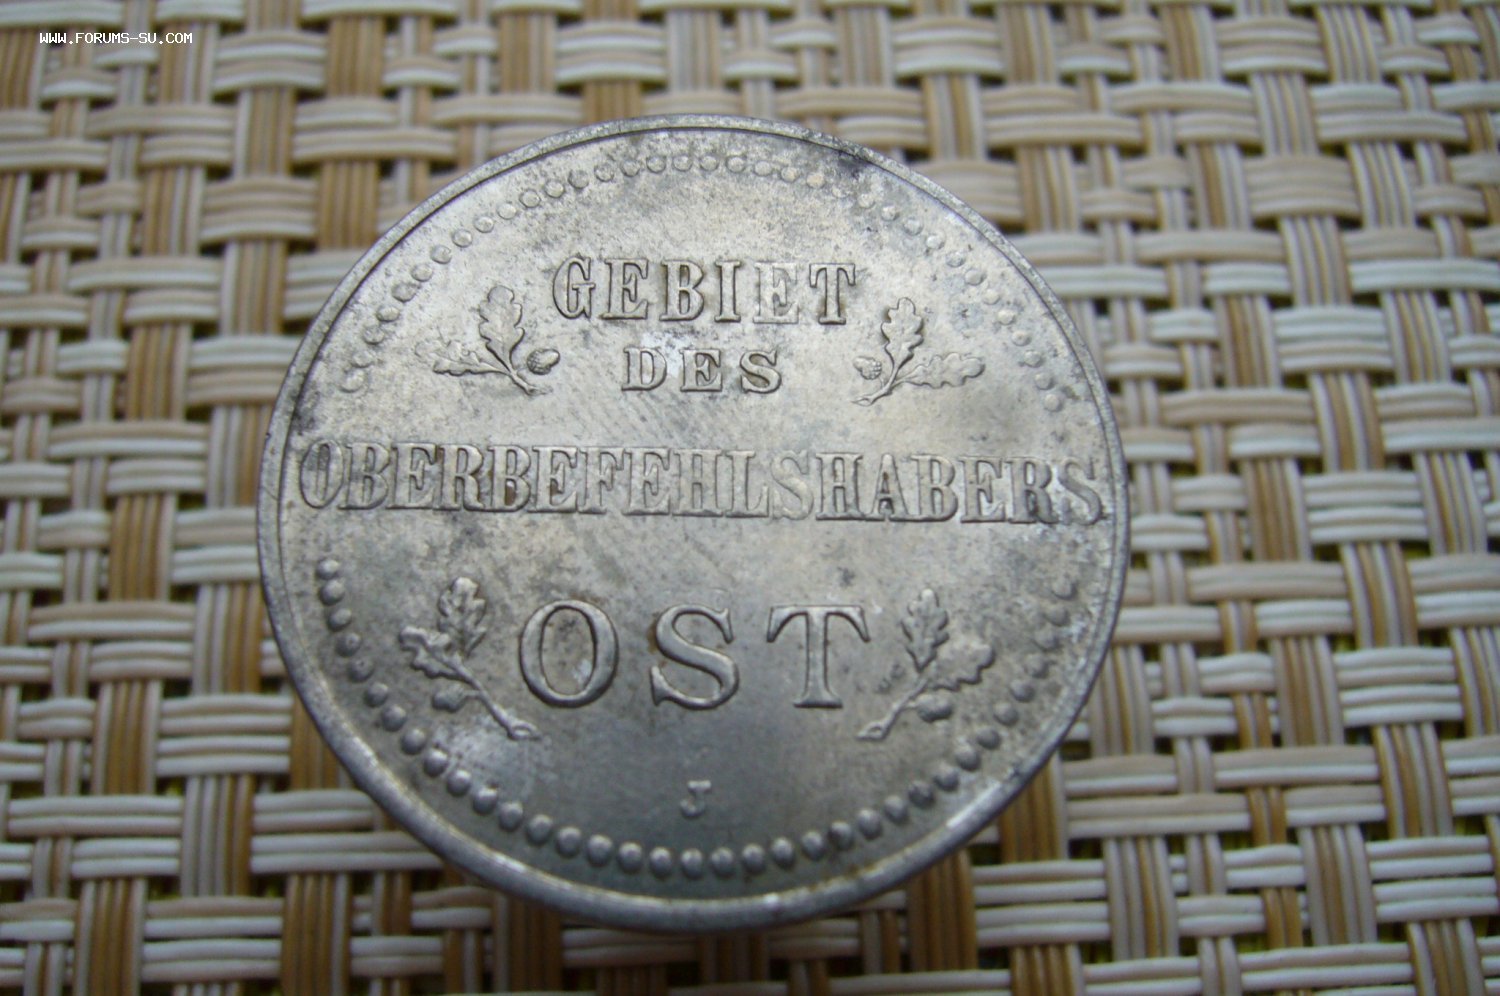 WWW.FORUMS-SU.COM
GEBIET
DES
OBERBEFEHLSHABERS
OST
J